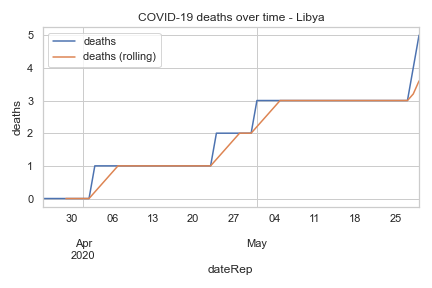 COVID-19 deaths over time - Libya
deaths
deaths (rolling)
deaths
5
4
3
2
1
0
30 06 13 20 27 04 11 18 25
Apr May
2020
dateRep